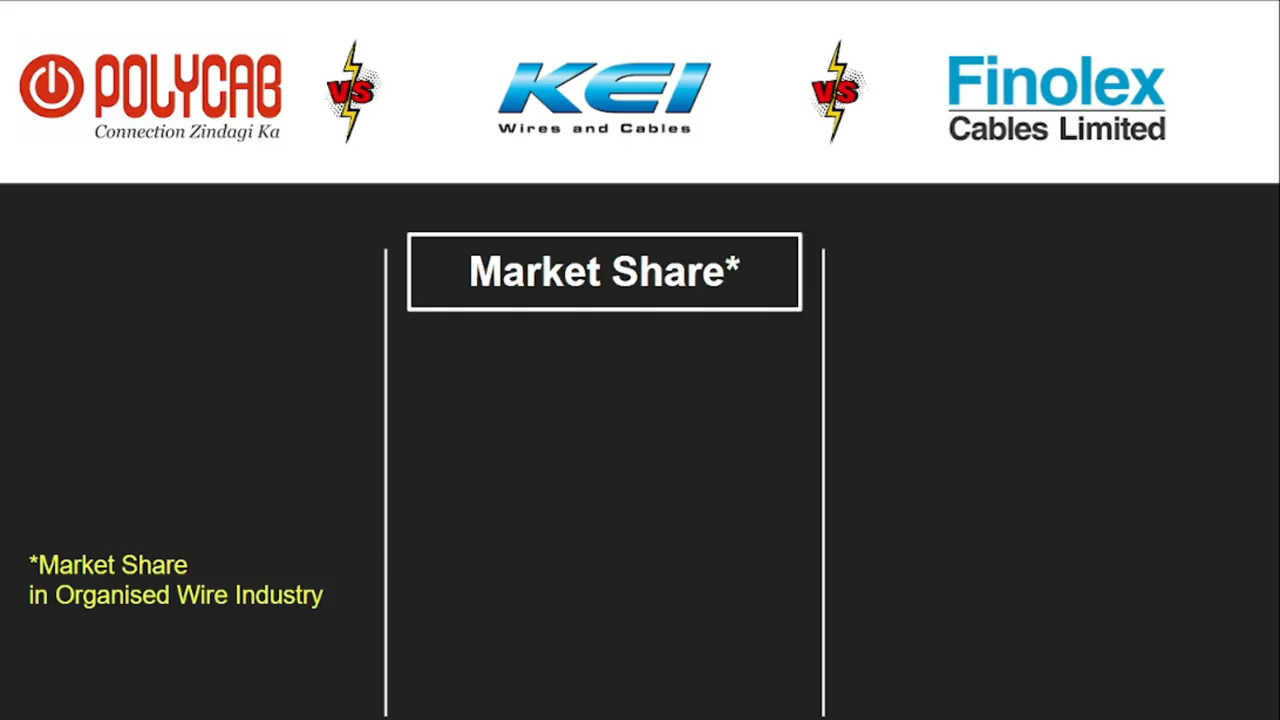 POLYCAB
Connection Zindagi Ka
VS
KEI
Wires and Cables
VS
Finolex
Cables Limited
Market Share*
*Market Share
in Organised Wire Industry